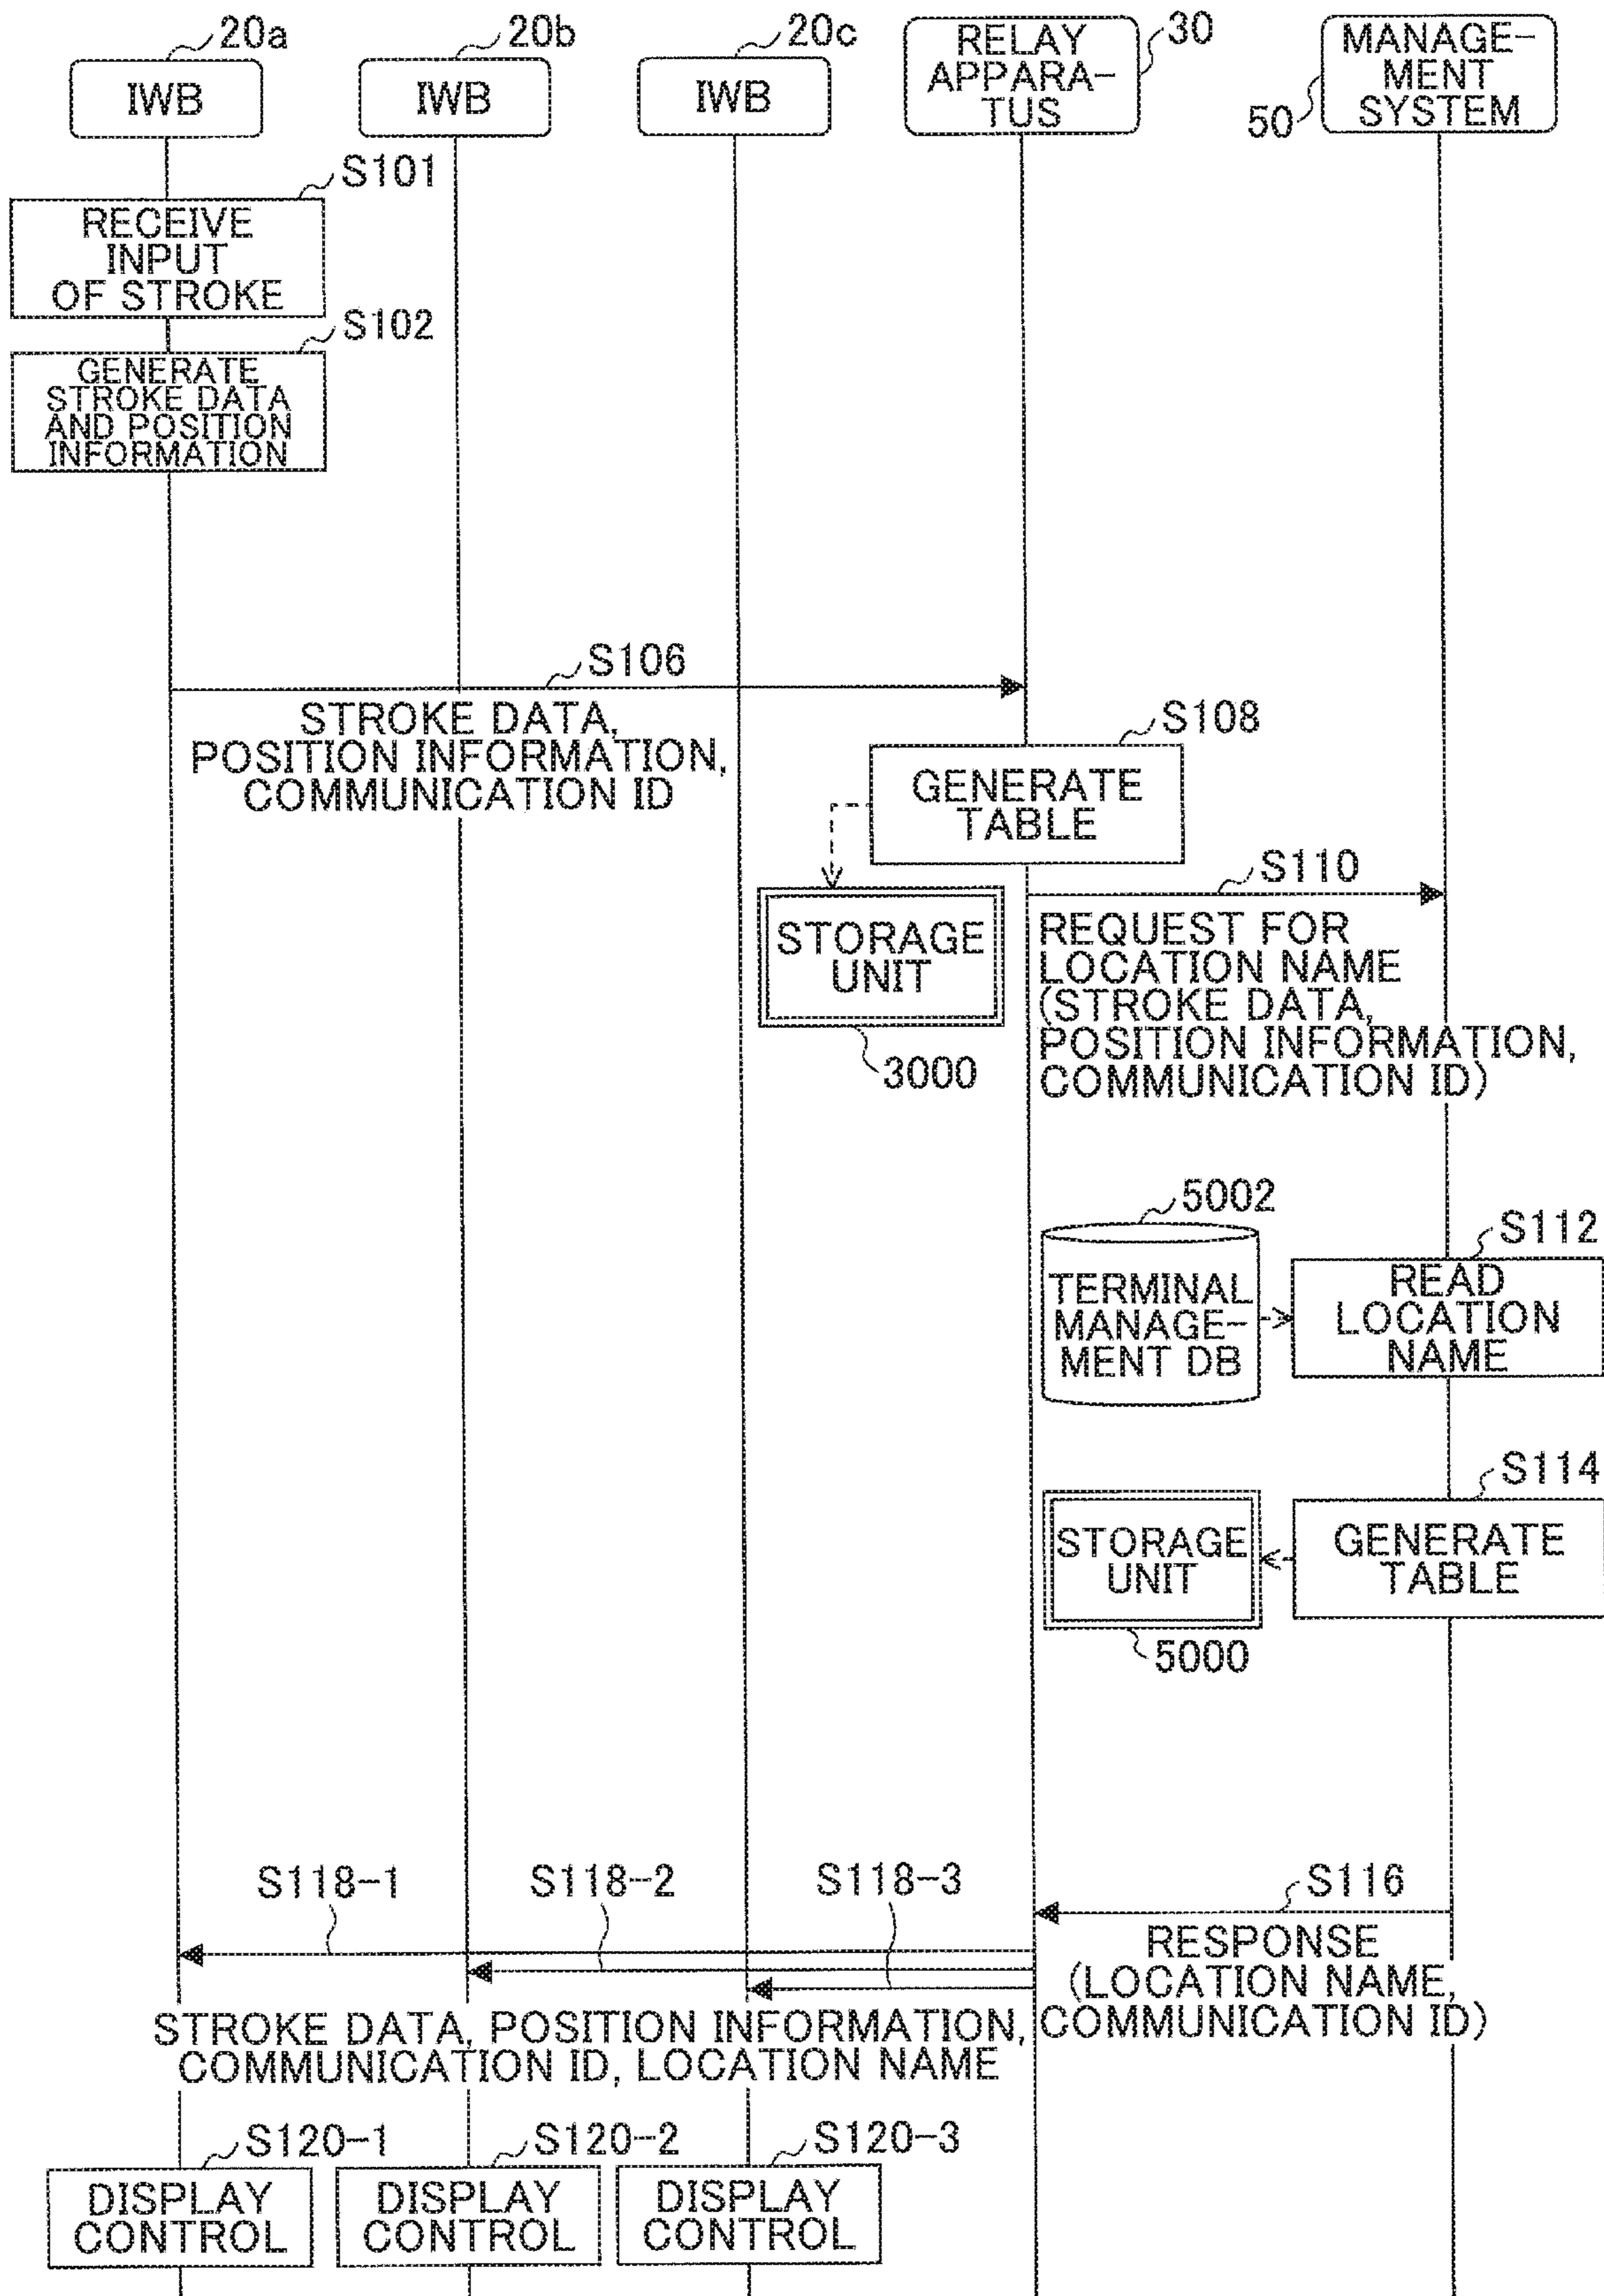 20a
IWB
20b
IWB
20c
IWB
RELAY
APPARA-
TUS
30
MANAGE-
MENT
SYSTEM
50
S101
RECEIVE
INPUT
OF STROKE
S102
GENERATE
STROKE DATA
AND POSITION
INFORMATION
S106
STROKE DATA,
POSITION INFORMATION,
COMMUNICATION ID
S108
GENERATE
TABLE
STORAGE
UNIT
3000
S110
REQUEST FOR
LOCATION NAME
(STROKE DATA,
POSITION INFORMATION,
COMMUNICATION ID)
5002
TERMINAL
MANAGE-
MENT DB
S112
READ
LOCATION
NAME
S114
GENERATE
TABLE
STORAGE
UNIT
5000
S116
RESPONSE
(LOCATION NAME,
COMMUNICATION ID)
S118-1
S118-2
S118-3
STROKE DATA, POSITION INFORMATION,
COMMUNICATION ID, LOCATION NAME
S120-1
DISPLAY
CONTROL
S120-2
DISPLAY
CONTROL
S120-3
DISPLAY
CONTROL